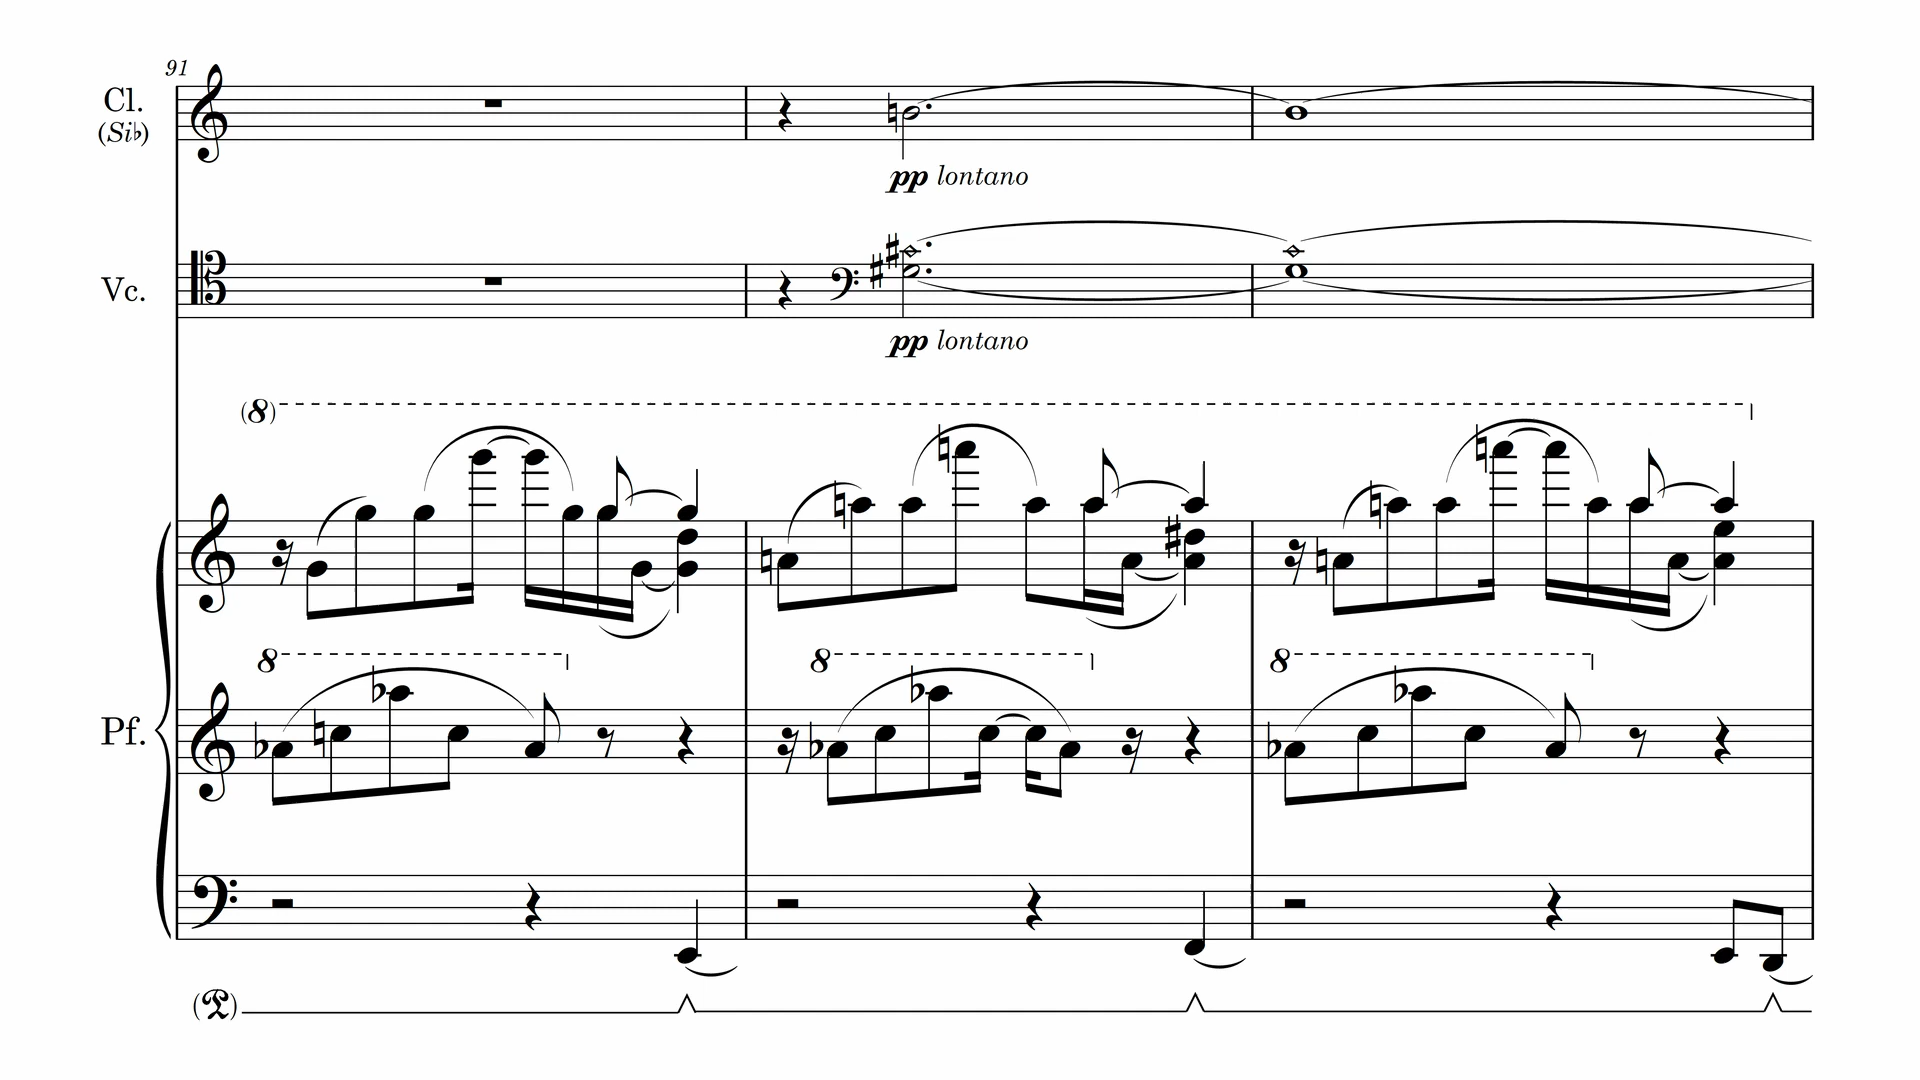 91
Cl.
(Si♭)
pp lontano
Vc.
pp lontano
(8)
8 8 8
Pf.